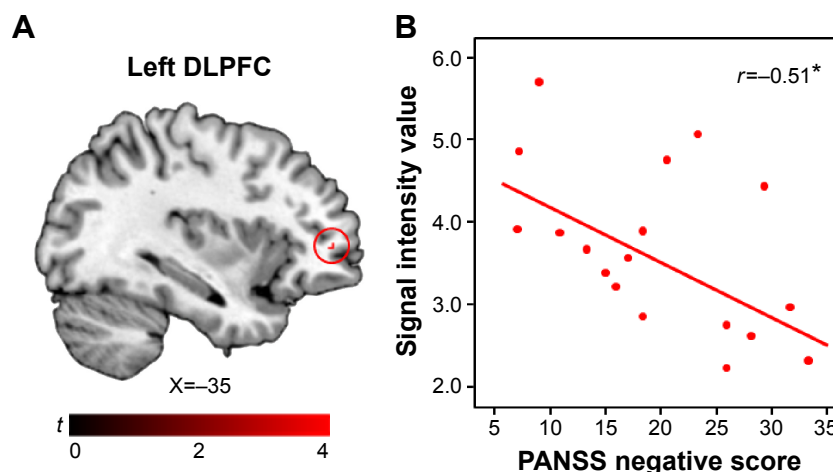 A
Left DLPFC
X=–35
t
0 2 4
B
Signal intensity value
6.0
5.0
4.0
3.0
2.0
r=–0.51*
5 10 15 20 25 30 35
PANSS negative score